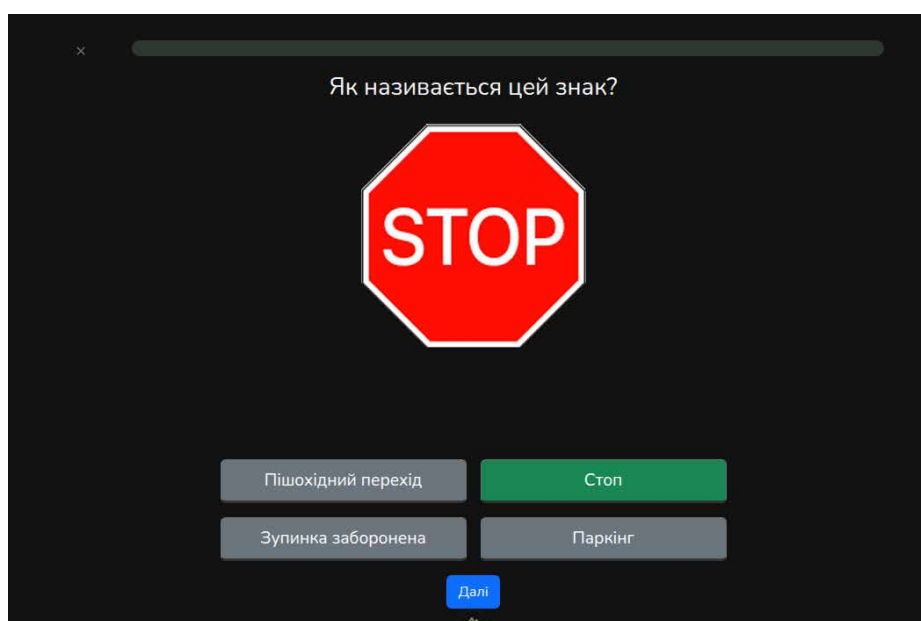 ×
Як називається цей знак?
STOP
Пішохідний перехід
Стоп
Зупинка заборонена
Паркінг
Далі